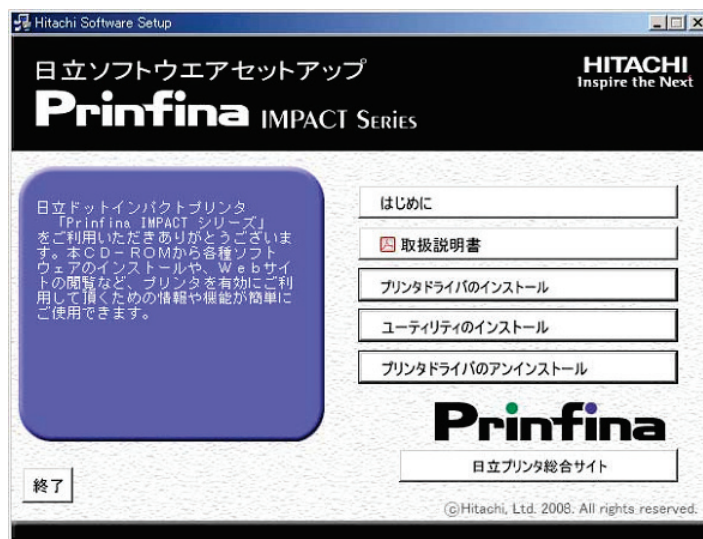 Hitachi Software Setup
日立ソフトウエアセットアップ
HITACHI
Inspire the Next
Prinfina IMPACT SERIES
日立ドットインパクトプリンタ
「Prinfina IMPACT シリーズ」
をご利用いただきありがとうございま
す。本CD－ROMから各種ソフト
ウェアのインストールや、Webサイ
トの閲覧など、プリンタを有効にご利
用して頂くための情報や機能が簡単に
ご使用できます。
はじめに
取扱説明書
プリンタドライバのインストール
ユーティリティのインストール
プリンタドライバのアンインストール
Prinfina
日立プリンタ総合サイト
終了
©Hitachi, Ltd. 2008. All rights reserved.